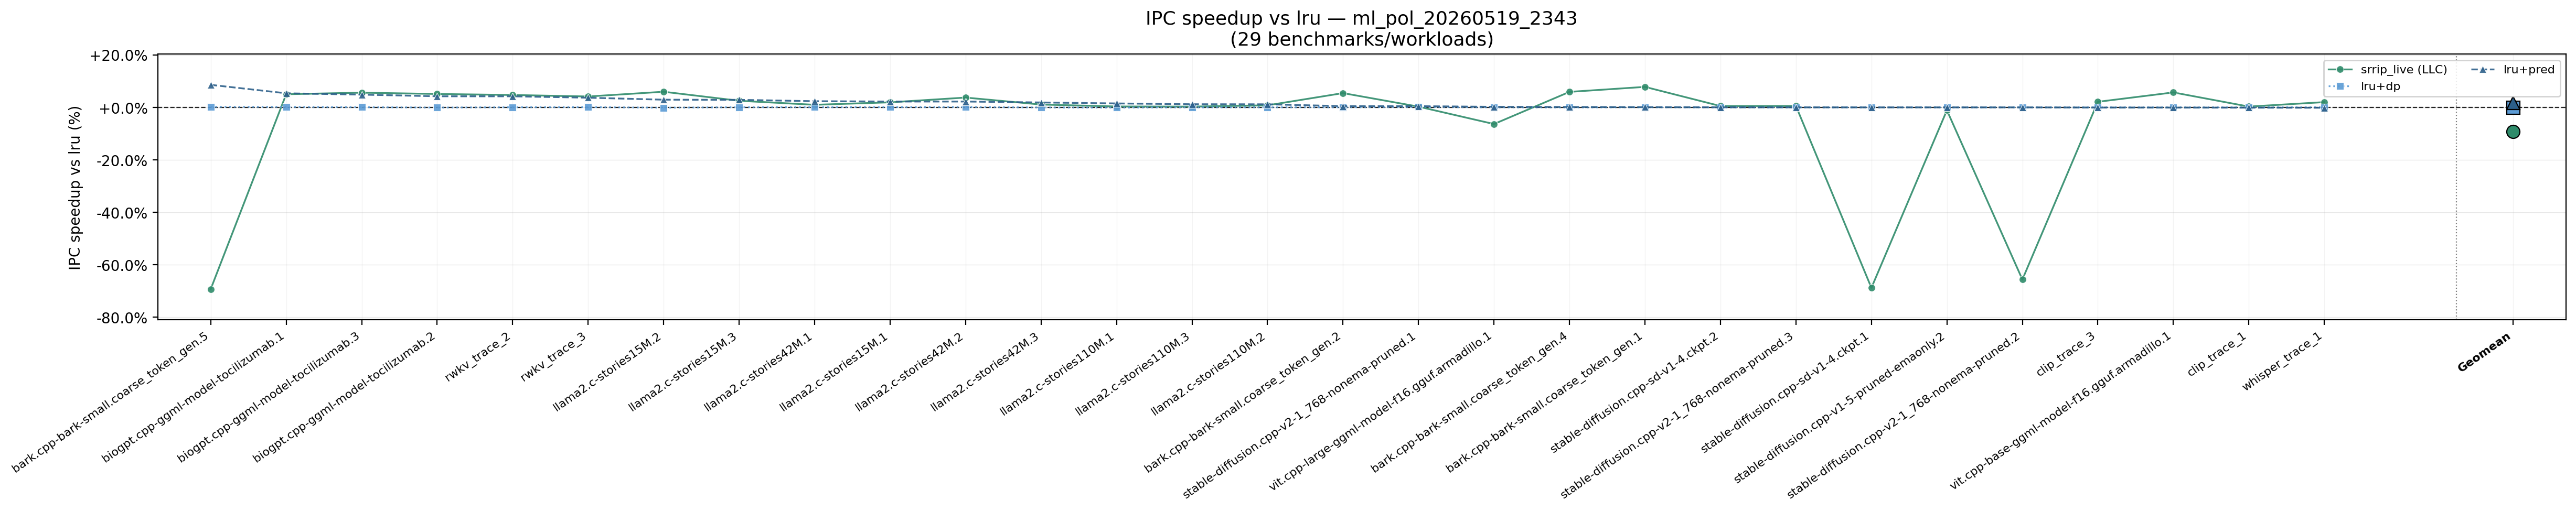 IPC speedup vs lru — ml_pol_20260519_2343
(29 benchmarks/workloads)
srrip_live (LLC)
lru+dp
lru+pred
IPC speedup vs lru (%)
+20.0%
+0.0%
-20.0%
-40.0%
-60.0%
-80.0%
bark.cpp-bark-small.coarse_token_gen.5
biogpt.cpp-ggml-model-tocilizumab.1
biogpt.cpp-ggml-model-tocilizumab.3
biogpt.cpp-ggml-model-tocilizumab.2
rwkv_trace_2
rwkv_trace_3
llama2.c-stories15M.2
llama2.c-stories15M.3
llama2.c-stories42M.1
llama2.c-stories15M.1
llama2.c-stories42M.2
llama2.c-stories42M.3
llama2.c-stories110M.1
llama2.c-stories110M.3
llama2.c-stories110M.2
bark.cpp-bark-small.coarse_token_gen.2
stable-diffusion.cpp-v2-1_768-nonema-pruned.1
vit.cpp-large-ggml-model-f16.gguf.armadillo.1
bark.cpp-bark-small.coarse_token_gen.4
bark.cpp-bark-small.coarse_token_gen.1
stable-diffusion.cpp-sd-v1-4.ckpt.2
stable-diffusion.cpp-v2-1_768-nonema-pruned.3
stable-diffusion.cpp-sd-v1-4.ckpt.1
stable-diffusion.cpp-v1-5-pruned-emaonly.2
stable-diffusion.cpp-v2-1_768-nonema-pruned.2
clip_trace_3
vit.cpp-base-ggml-model-f16.gguf.armadillo.1
clip_trace_1
whisper_trace_1
Geomean